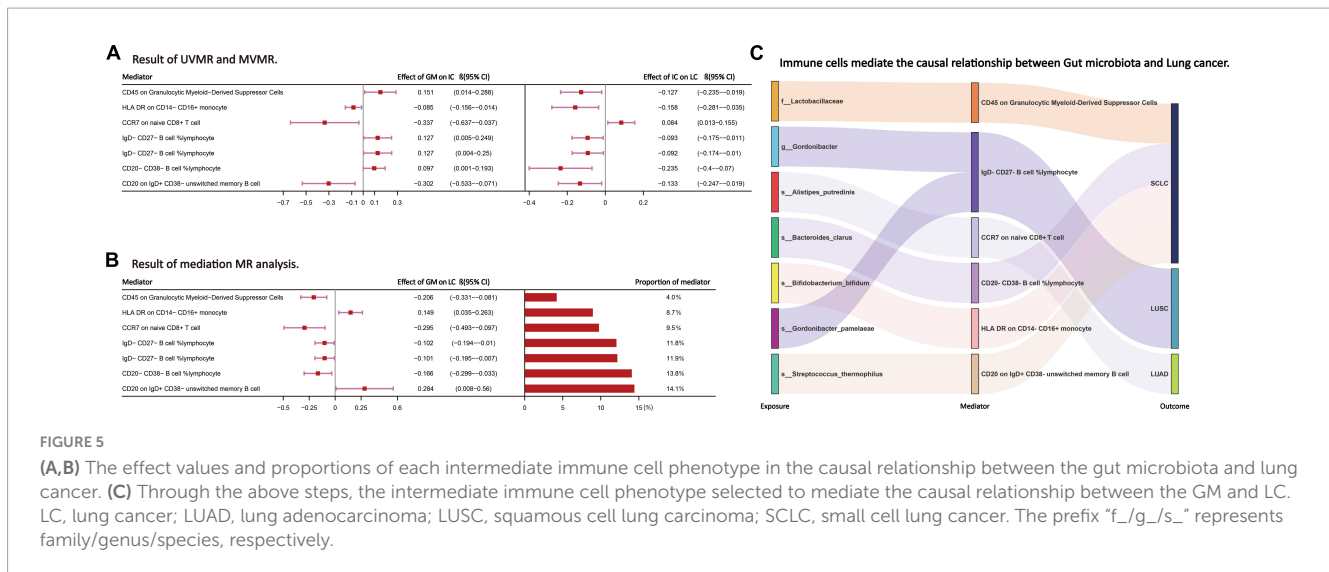 A
Result of UVMR and MVMR.
Mediator Effect of GM on IC ß(95% CI) Effect of IC on LC ß(95% CI)
CD45 on Granulocytic Myeloid−Derived Suppressor Cells 0.151 (0.014−0.288) −0.127 (−0.235−−0.019)
HLA DR on CD14− CD16+ monocyte −0.085 (−0.156−−0.014) −0.158 (−0.281−−0.035)
CCR7 on naive CD8+ T cell −0.337 (−0.637−−0.037) 0.084 (0.013−0.155)
IgD− CD27− B cell %lymphocyte 0.127 (0.005−0.249) −0.093 (−0.175−−0.011)
IgD− CD27− B cell %lymphocyte 0.127 (0.004−0.25) −0.092 (−0.174−−0.01)
CD20− CD38− B cell %lymphocyte 0.097 (0.001−0.193) −0.235 (−0.4−−0.07)
CD20 on IgD+ CD38− unswitched memory B cell −0.302 (−0.533−−0.071) −0.133 (−0.247−−0.019)
−0.7 −0.5 −0.3 −0.1 0 0.1 0.3 −0.4 −0.2 0 0.2
B
Result of mediation MR analysis.
Mediator Effect of GM on LC ß(95% CI) Proportion of mediator
CD45 on Granulocytic Myeloid−Derived Suppressor Cells −0.206 (−0.331−−0.081) 4.0%
HLA DR on CD14− CD16+ monocyte 0.149 (0.035−0.263) 8.7%
CCR7 on naive CD8+ T cell −0.295 (−0.493−−0.097) 9.5%
IgD− CD27− B cell %lymphocyte −0.102 (−0.194−−0.01) 11.8%
IgD− CD27− B cell %lymphocyte −0.101 (−0.195−−0.007) 11.9%
CD20− CD38− B cell %lymphocyte −0.166 (−0.299−−0.033) 13.8%
CD20 on IgD+ CD38− unswitched memory B cell 0.284 (0.008−0.56) 14.1%
−0.5 −0.25 0 0.25 0.6 0 5 10 15 (%)
C
Immune cells mediate the causal relationship between Gut microbiota and Lung cancer.
f__Lactobacillaceae
g__Gordonibacter
s__Alistipes_putredinis
s__Bacteroides_clarus
s__Bifidobacterium_bifidum
s__Gordonibacter_pamelaeae
s__Streptococcus_thermophilus
Exposure
CD45 on Granulocytic Myeloid-Derived Suppressor Cells
IgD- CD27- B cell %lymphocyte
CCR7 on naive CD8+ T cell
CD20- CD38- B cell %lymphocyte
HLA DR on CD14- CD16+ monocyte
CD20 on IgD+ CD38- unswitched memory B cell
Mediator
SCLC
LUSC
LUAD
Outcome
FIGURE 5
(A,B) The effect values and proportions of each intermediate immune cell phenotype in the causal relationship between the gut microbiota and lung
cancer. (C) Through the above steps, the intermediate immune cell phenotype selected to mediate the causal relationship between the GM and LC.
LC, lung cancer; LUAD, lung adenocarcinoma; LUSC, squamous cell lung carcinoma; SCLC, small cell lung cancer. The prefix “f_/g_/s_” represents
family/genus/species, respectively.